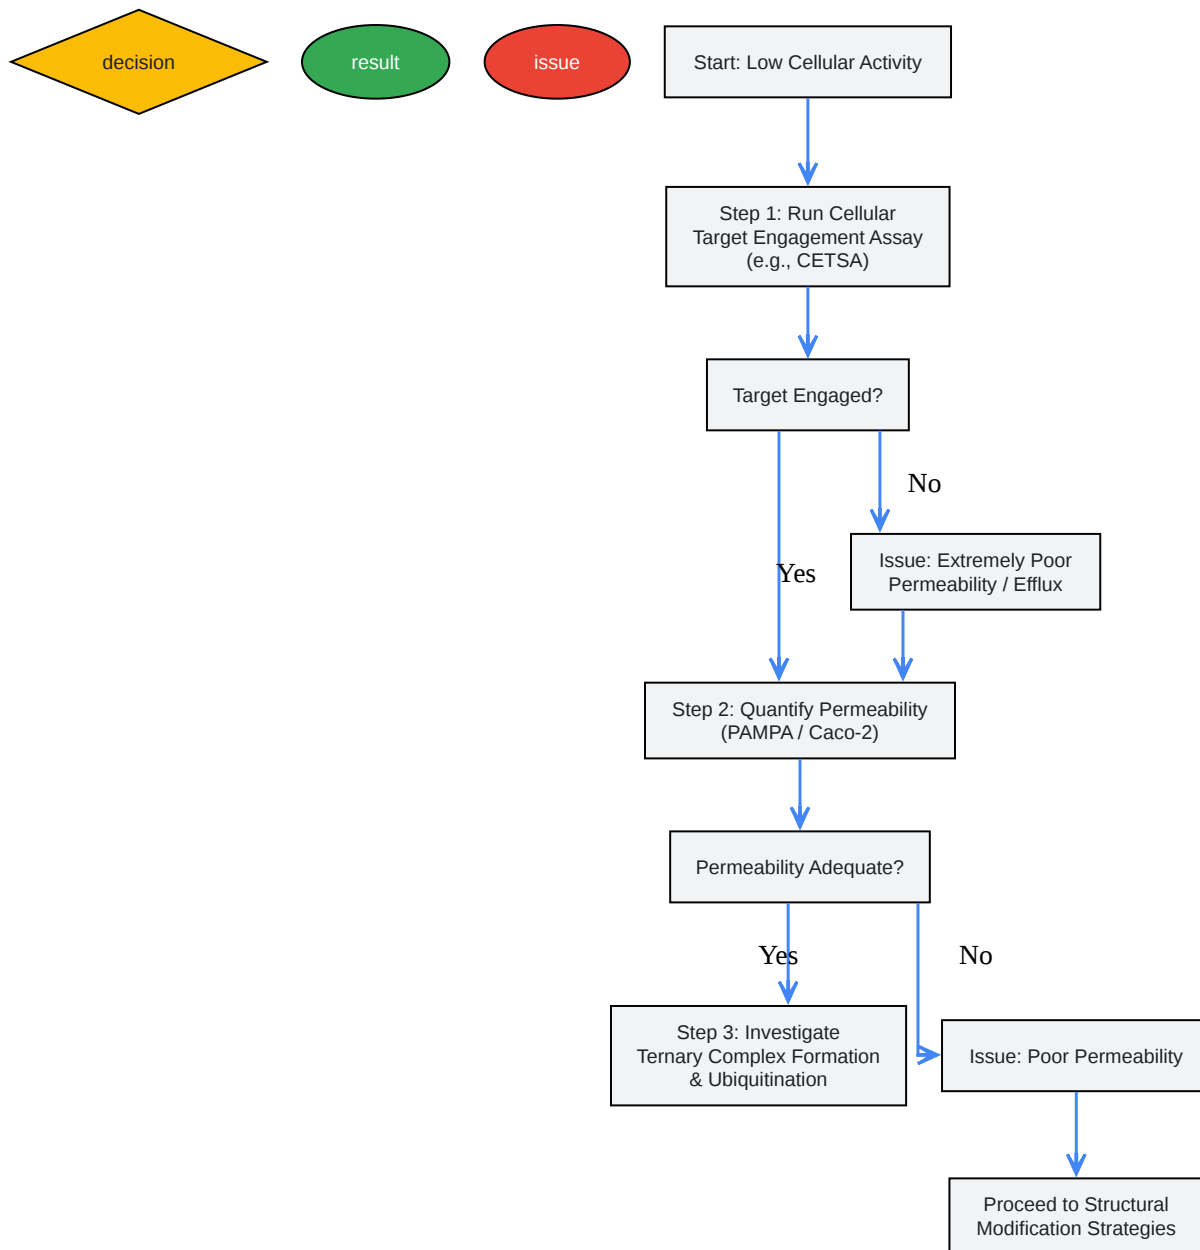 decision
result
issue
Start: Low Cellular Activity
Step 1: Run Cellular
Target Engagement Assay
(e.g., CETSA)
Target Engaged?
No
Yes
Issue: Extremely Poor
Permeability / Efflux
Step 2: Quantify Permeability
(PAMPA / Caco-2)
Permeability Adequate?
Yes
No
Step 3: Investigate
Ternary Complex Formation
& Ubiquitination
Issue: Poor Permeability
Proceed to Structural
Modification Strategies